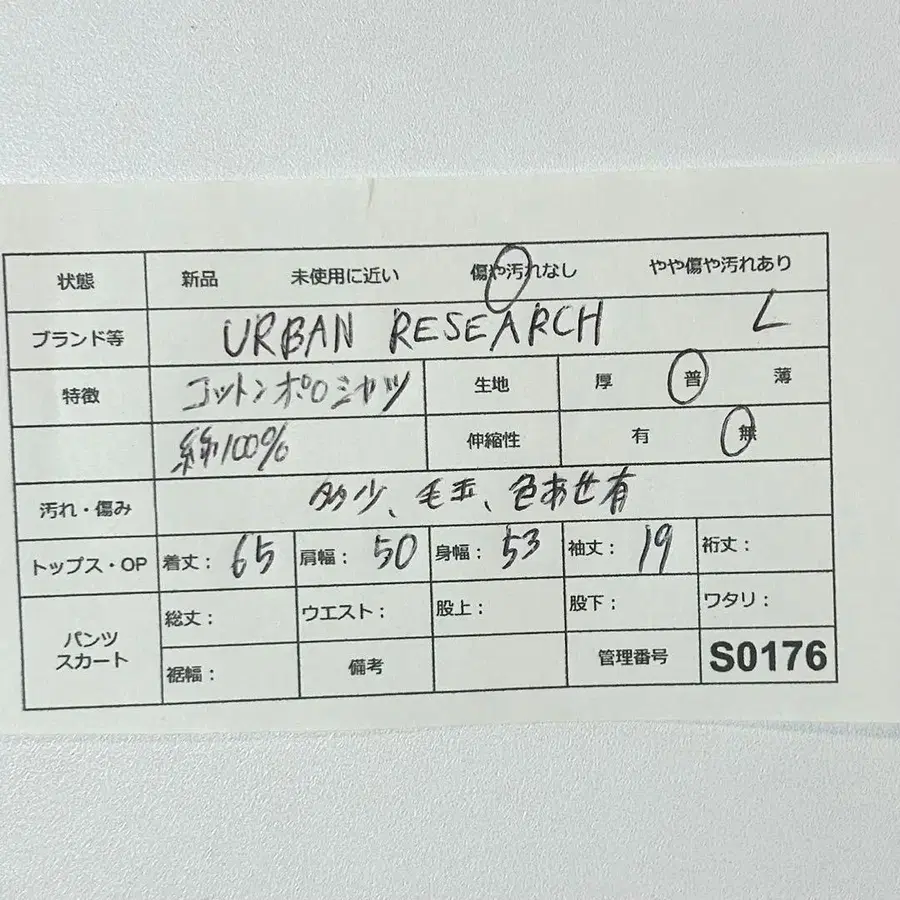 状態 新品 未使用に近い 傷や汚れなし やや傷や汚れあり
ブランド等 URBAN RESEARCH L
特徴 コットンポロシャツ 生地 厚 普 薄
綿100% 伸縮性 有 無
汚れ・傷み 多少、毛玉、色あせ有
トップス・OP 着丈：65 肩幅：50 身幅：53 袖丈：19 裄丈：
パンツ スカート 総丈： ウエスト： 股上： 股下： ワタリ：
裾幅： 備考 管理番号 S0176